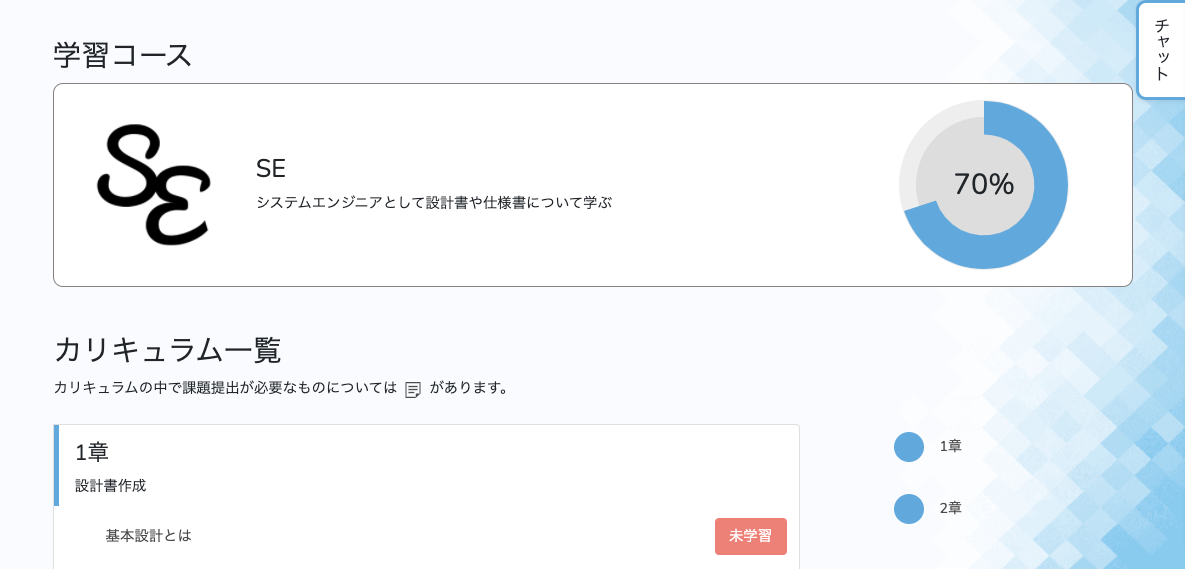 チャット
学習コース
SE
SE
システムエンジニアとして設計書や仕様書について学ぶ
70%
カリキュラム一覧
カリキュラムの中で課題提出が必要なものについては があります。
1章
設計書作成
基本設計とは
未学習
1章
2章